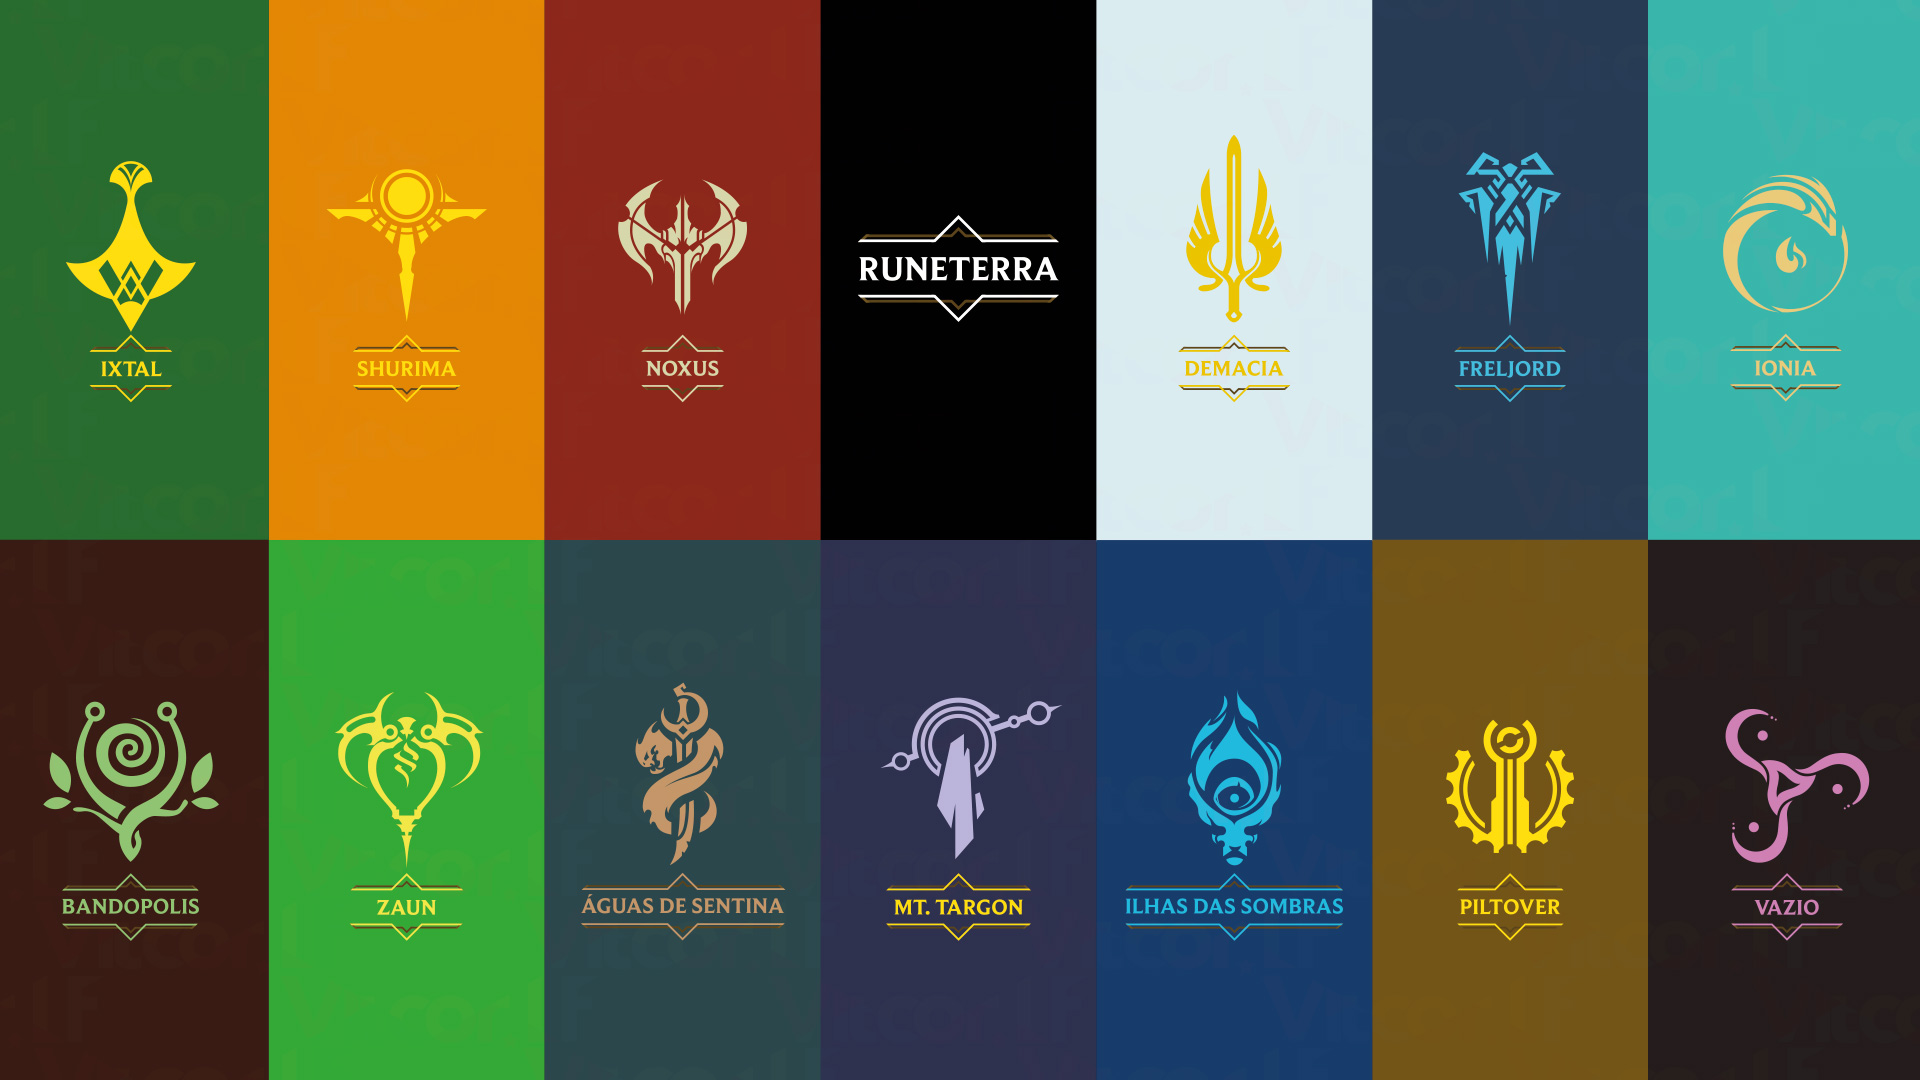 IXTAL
SHURIMA
NOXUS
RUNETERRA
DEMACIA
FRELJORD
IONIA
BANDOPOLIS
ZAUN
ÁGUAS DE SENTINA
MT. TARGON
ILHAS DAS SOMBRAS
PILTOVER
VAZIO